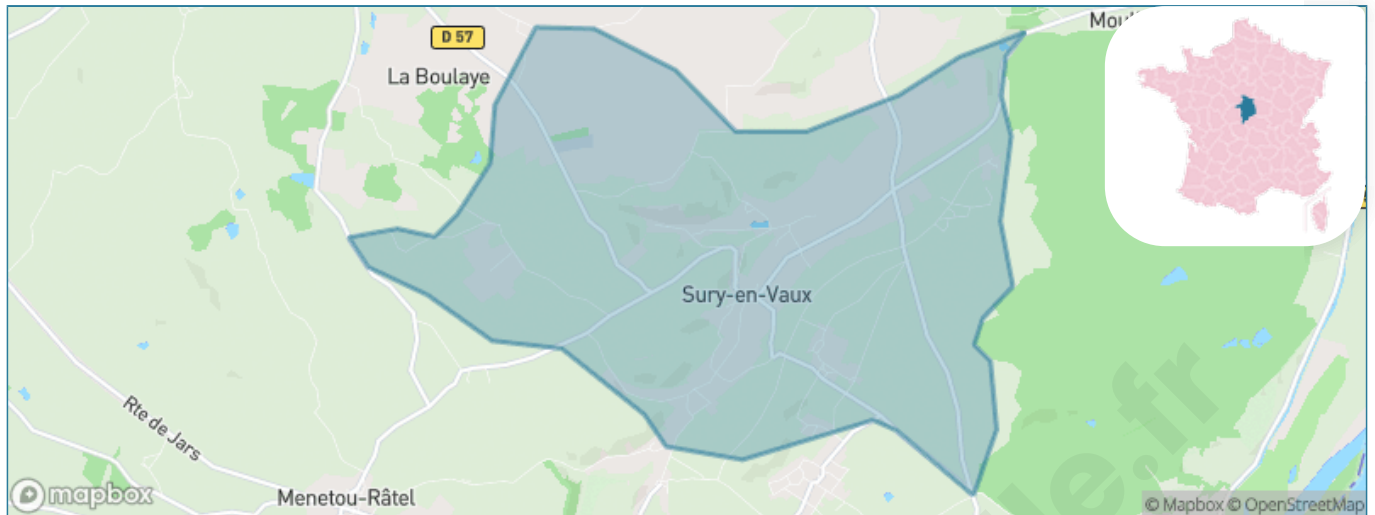 D 57
La Boulaye
Sury-en-Vaux
Rte de Jars
Menetou-Râtel
mapbox
© Mapbox © OpenStreetMap